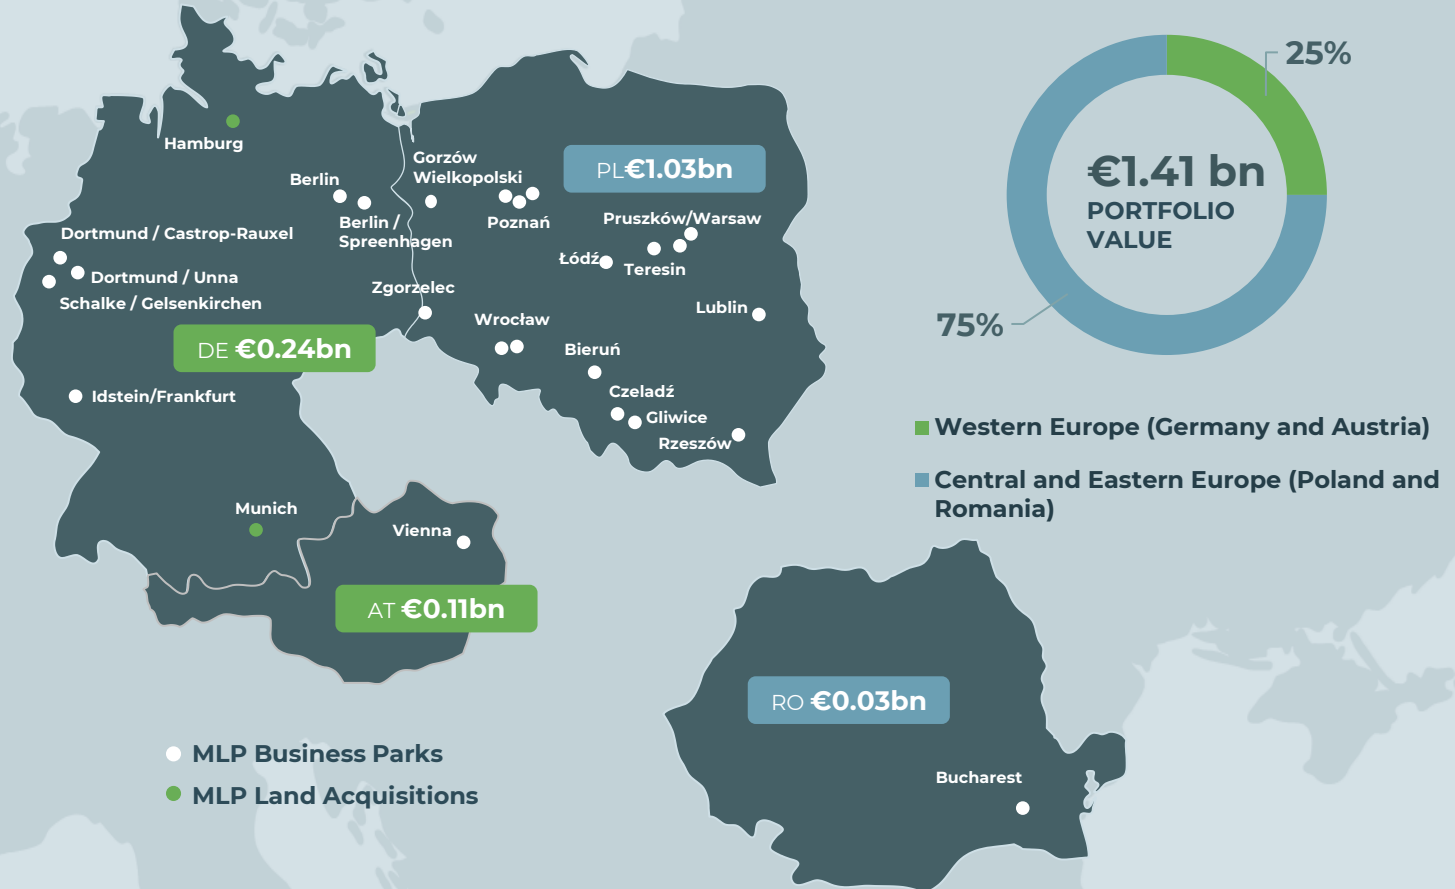 Hamburg
Berlin
Berlin /
Spreenhagen
Dortmund / Castrop-Rauxel
Dortmund / Unna
Schalke / Gelsenkirchen
DE €0.24bn
Idstein/Frankfurt
Munich
Gorzów
Wielkopolski
Poznań
PL€1.03bn
Pruszków/Warsaw
Łódź
Teresin
Zgorzelec
Lublin
Wrocław
Bieruń
Czeladź
Gliwice
Rzeszów
Vienna
AT €0.11bn
RO €0.03bn
Bucharest
MLP Business Parks
MLP Land Acquisitions
25%
€1.41 bn
PORTFOLIO
VALUE
75%
Western Europe (Germany and Austria)
Central and Eastern Europe (Poland and
Romania)